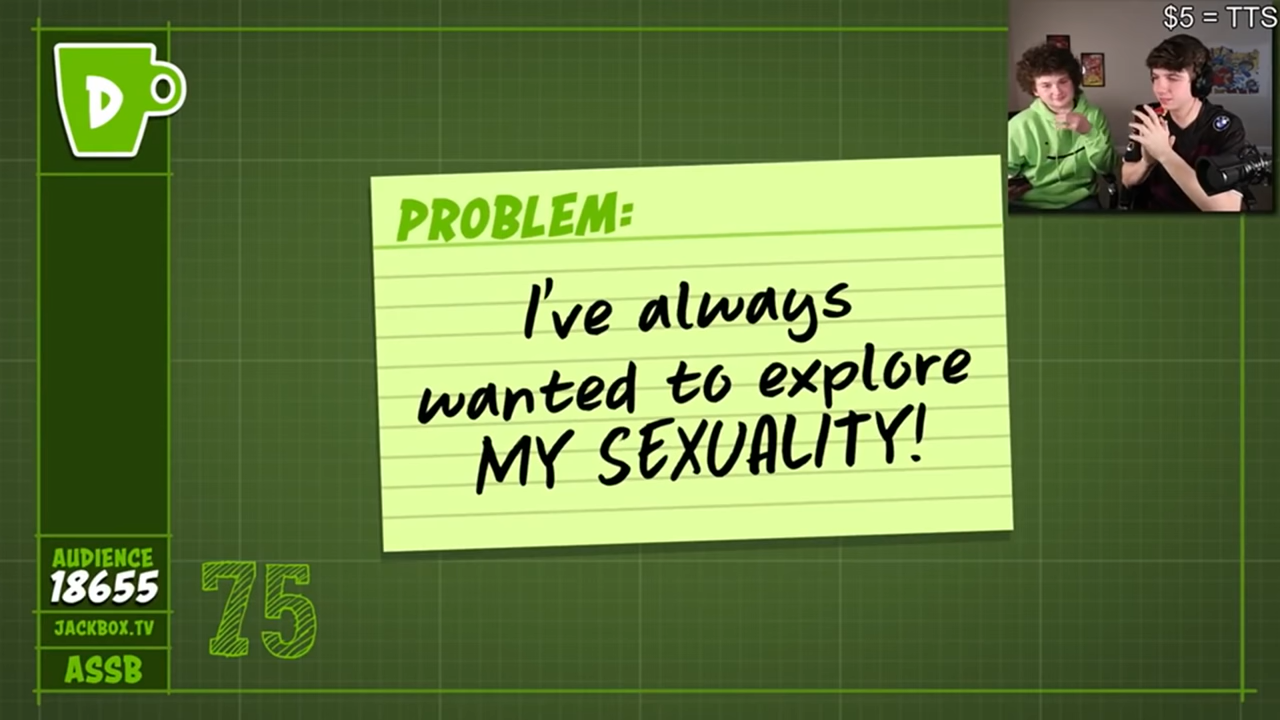 $5 = TTS
D
PROBLEM:
I've always
wanted to explore
MY SEXUALITY!
AUDIENCE
18655
JACKBOX.TV
ASSB
75